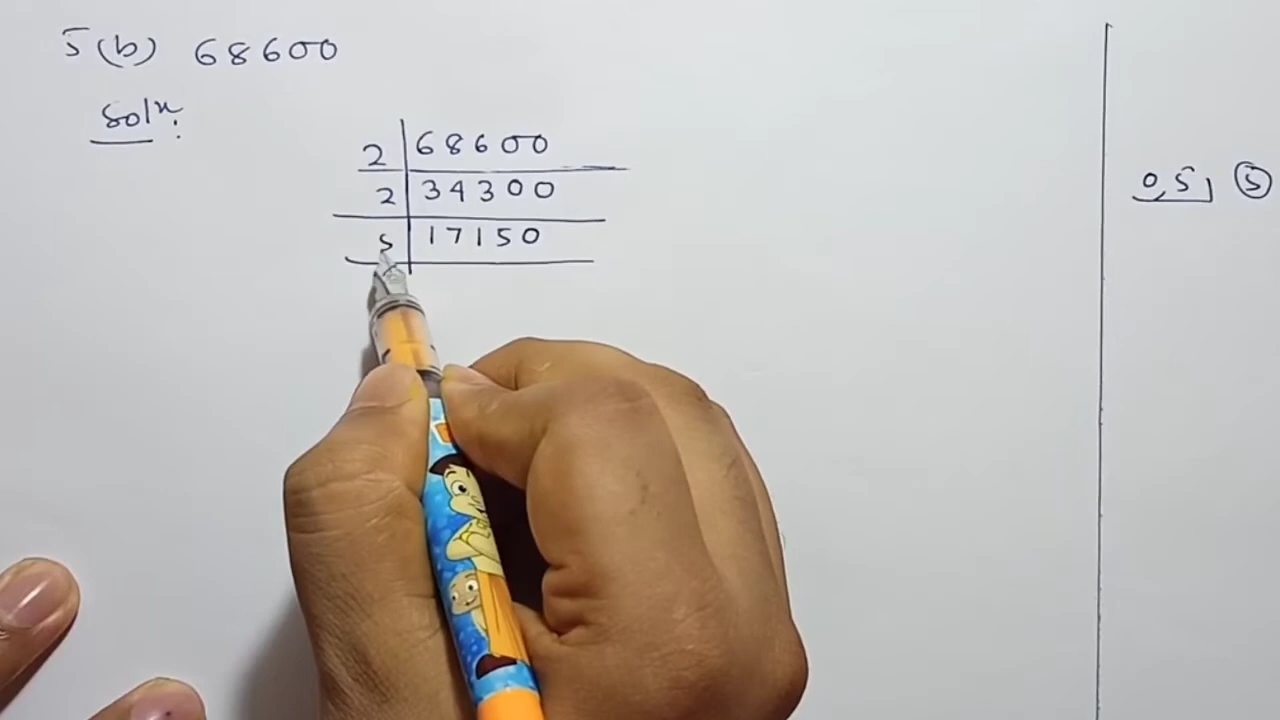 5(b) 68600
Solⁿ:
2 | 68600
2 | 34300
5 | 17150
0,5 ⑤